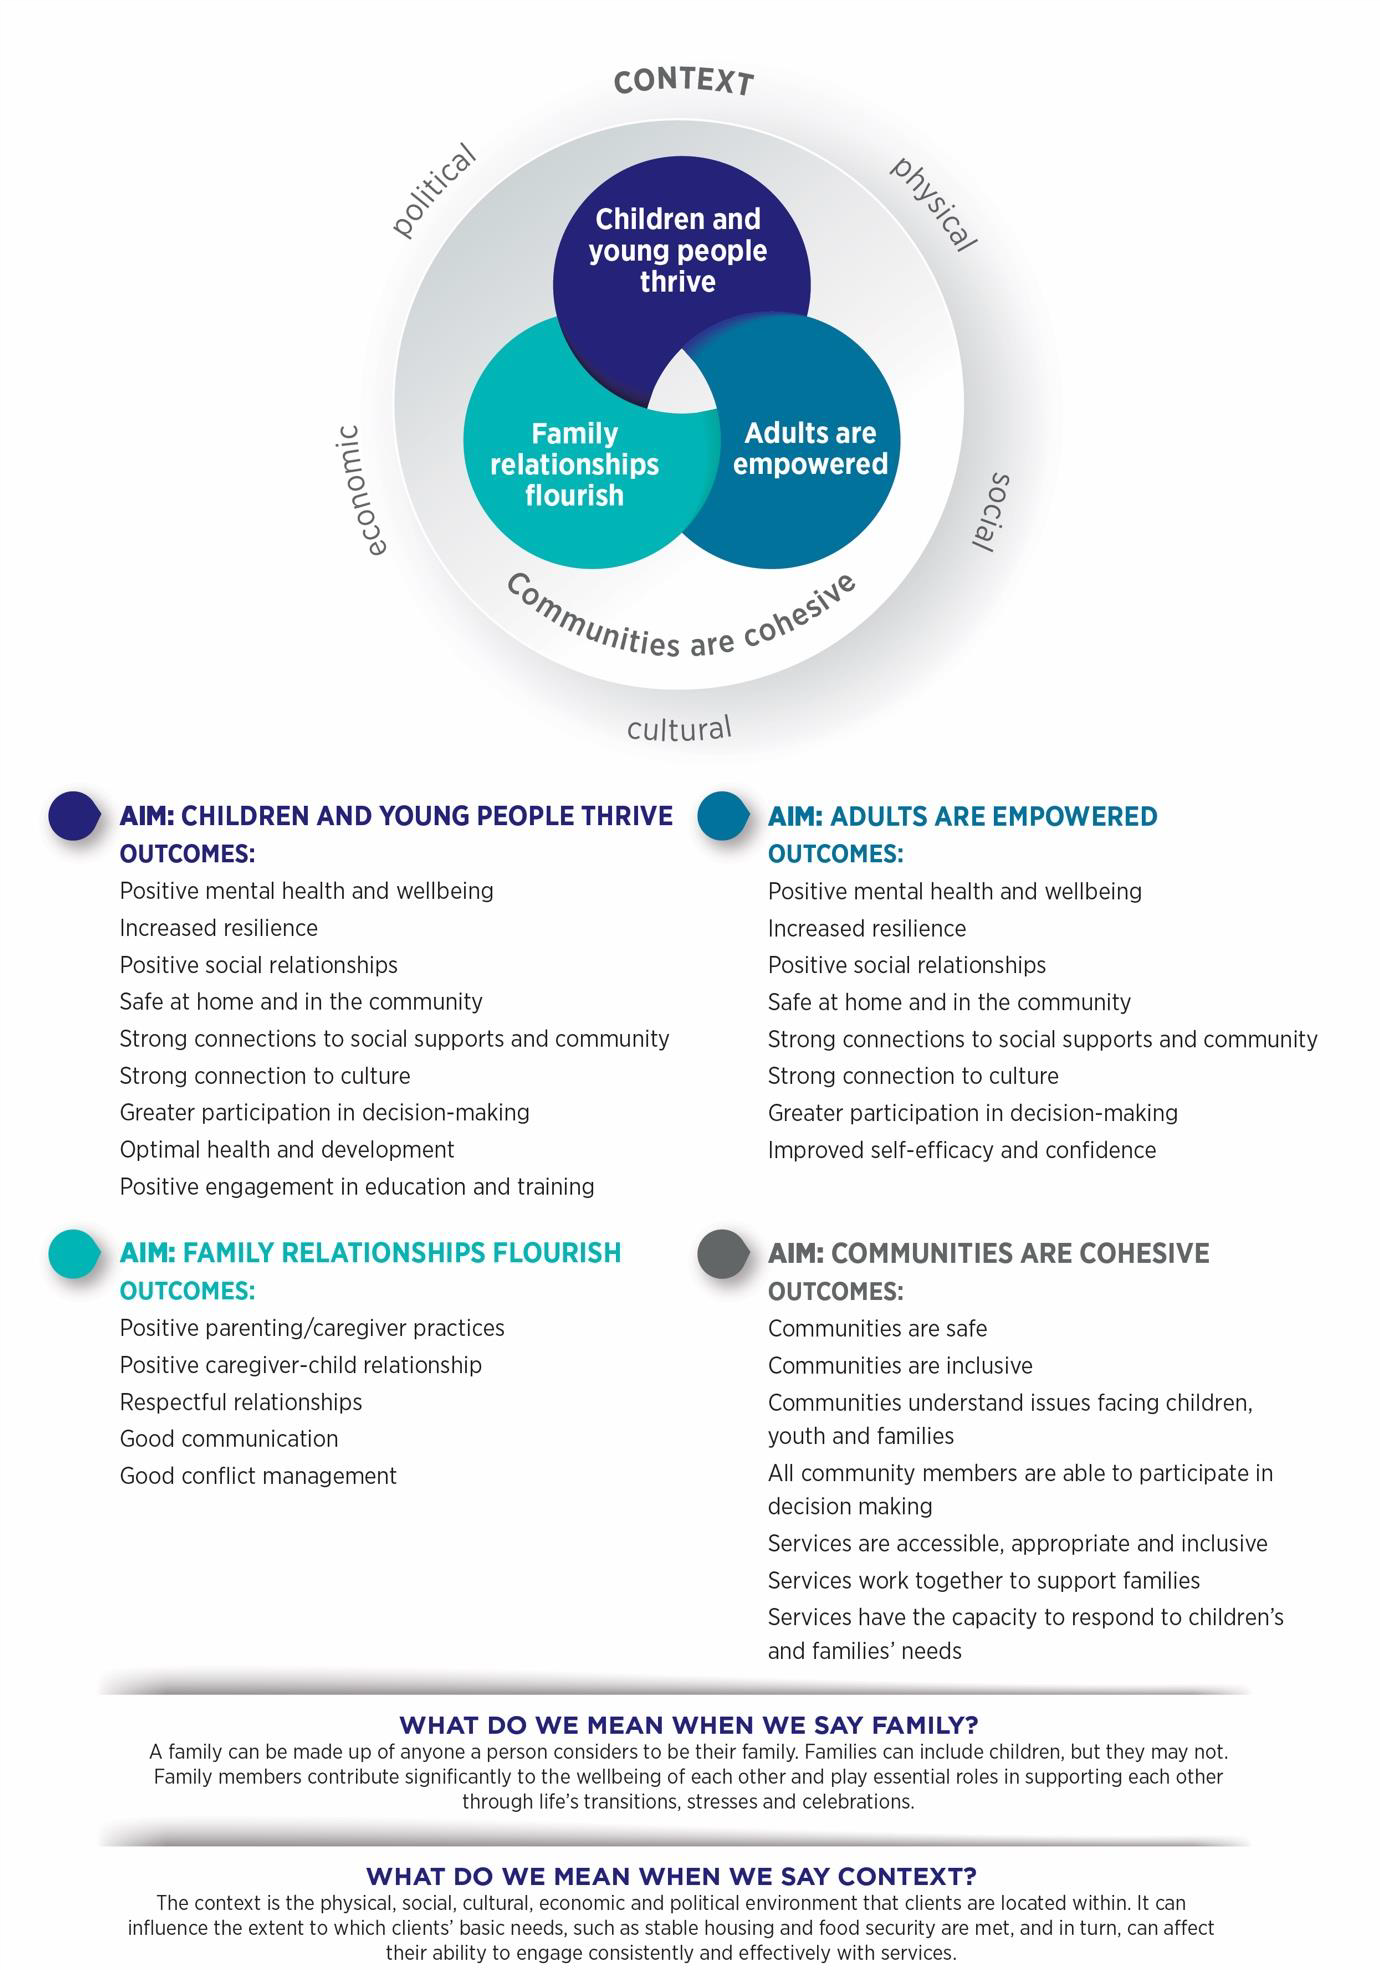 CONTEXT
political
physical
Children and
young people
thrive
Family
relationships
flourish
Adults are
empowered
economic
social
Communities are cohesive
cultural
AIM: CHILDREN AND YOUNG PEOPLE THRIVE
OUTCOMES:
Positive mental health and wellbeing
Increased resilience
Positive social relationships
Safe at home and in the community
Strong connections to social supports and community
Strong connection to culture
Greater participation in decision-making
Optimal health and development
Positive engagement in education and training
AIM: ADULTS ARE EMPOWERED
OUTCOMES:
Positive mental health and wellbeing
Increased resilience
Positive social relationships
Safe at home and in the community
Strong connections to social supports and community
Strong connection to culture
Greater participation in decision-making
Improved self-efficacy and confidence
AIM: FAMILY RELATIONSHIPS FLOURISH
OUTCOMES:
Positive parenting/caregiver practices
Positive caregiver-child relationship
Respectful relationships
Good communication
Good conflict management
AIM: COMMUNITIES ARE COHESIVE
OUTCOMES:
Communities are safe
Communities are inclusive
Communities understand issues facing children,
youth and families
All community members are able to participate in
decision making
Services are accessible, appropriate and inclusive
Services work together to support families
Services have the capacity to respond to children’s
and families’ needs
WHAT DO WE MEAN WHEN WE SAY FAMILY?
A family can be made up of anyone a person considers to be their family. Families can include children, but they may not.
Family members contribute significantly to the wellbeing of each other and play essential roles in supporting each other
through life’s transitions, stresses and celebrations.
WHAT DO WE MEAN WHEN WE SAY CONTEXT?
The context is the physical, social, cultural, economic and political environment that clients are located within. It can
influence the extent to which clients’ basic needs, such as stable housing and food security are met, and in turn, can affect
their ability to engage consistently and effectively with services.